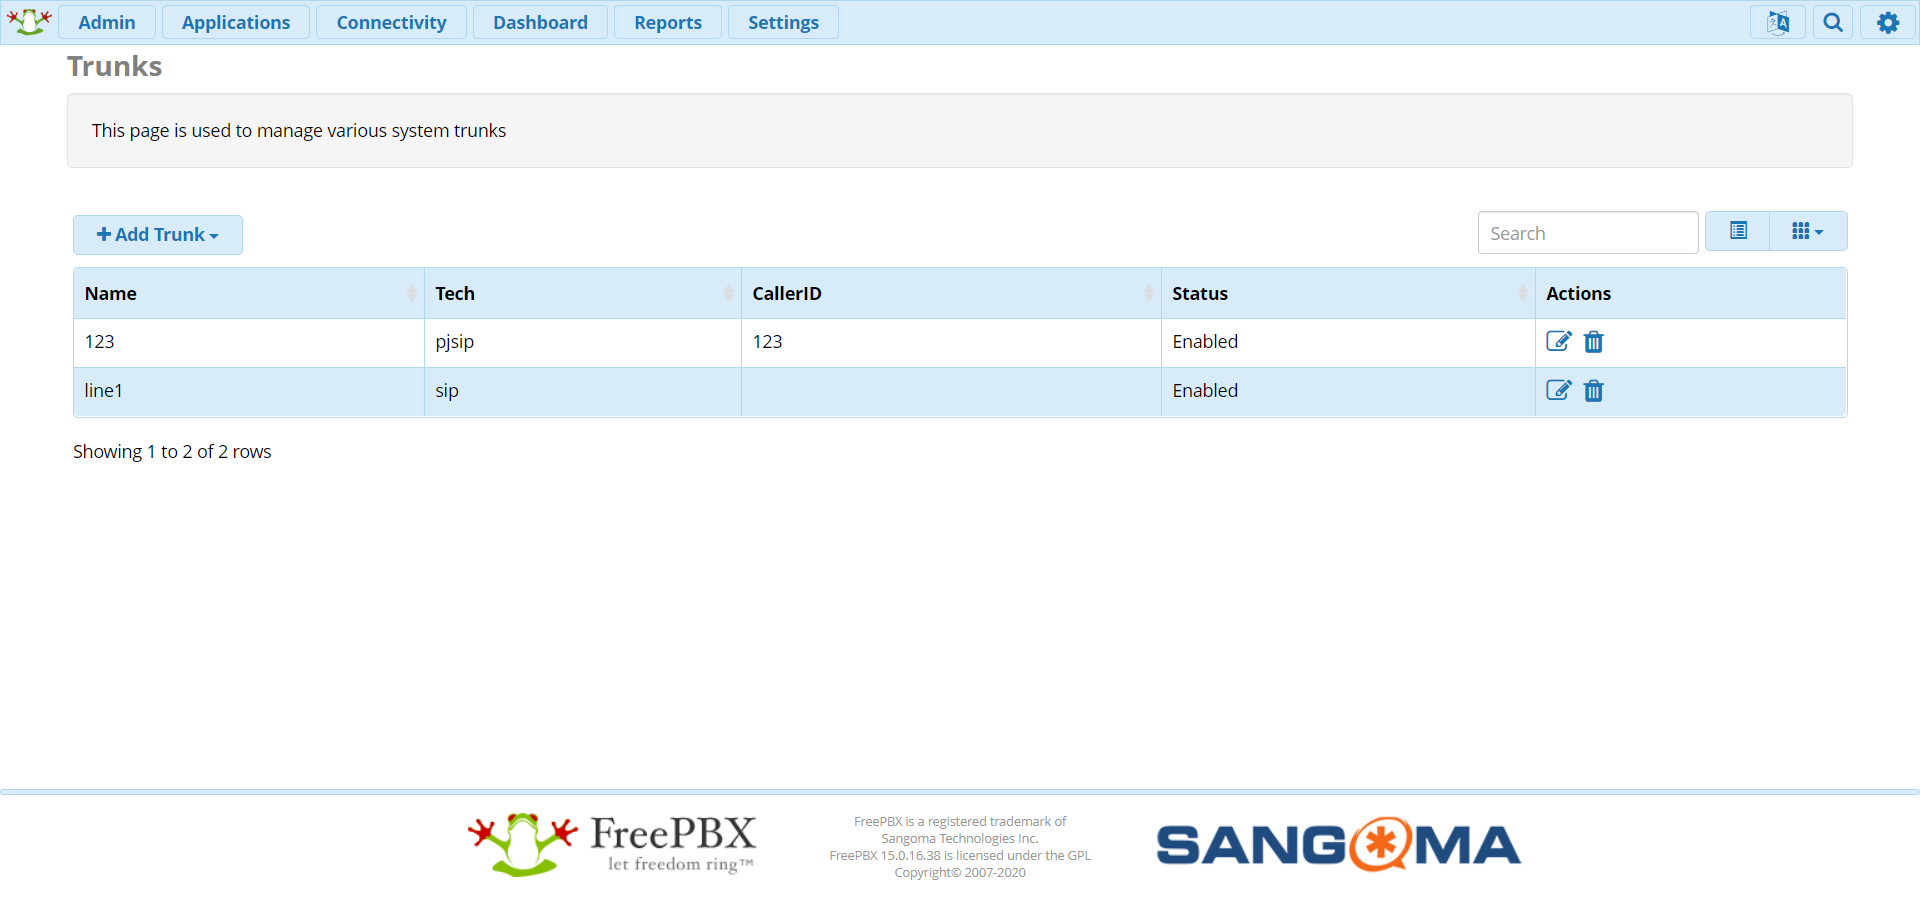 Admin Applications Connectivity Dashboard Reports Settings
Trunks
This page is used to manage various system trunks
Add Trunk Search
Name Tech CallerID Status Actions
123 pjsip 123 Enabled
line1 sip Enabled
Showing 1 to 2 of 2 rows
FreePBX
let freedom ring™
FreePBX is a registered trademark of
Sangoma Technologies Inc.
FreePBX 15.0.16.38 is licensed under the GPL
Copyright© 2007-2020
SANGOMA